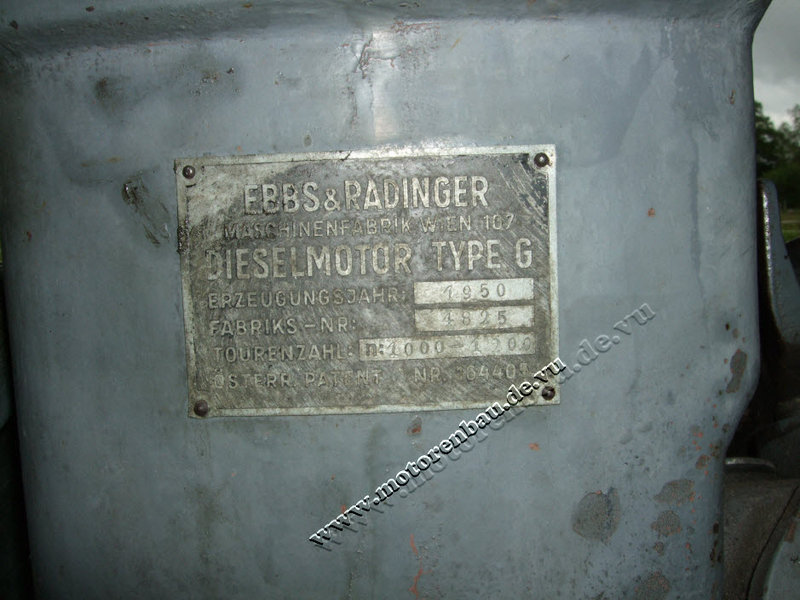 EBBS & RADINGER
MASCHINENFABRIK WIEN 107
DIESELMOTOR TYPE G
ERZEUGUNGSJAHR: 1950
FABRIKS.-NR: 4825
TOURENZAHL: n:1000-1200
ÖSTERR. PATENT NR.
www.motorenbau.de.vu